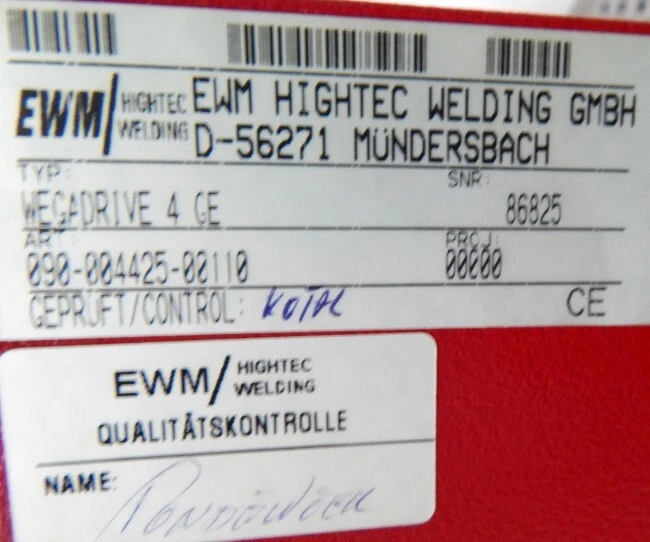 EWM/ HIGHTEC WELDING EWM HIGHTEC WELDING GMBH
D-56271 MÜNDERSBACH
TYP: SNR:
WEGADRIVE 4 GE 86825
ART: PROJ:
090-004425-00110 00000
GEPRÜFT/CONTROL: CE
EWM/ HIGHTEC WELDING
QUALITÄTSKONTROLLE
NAME: